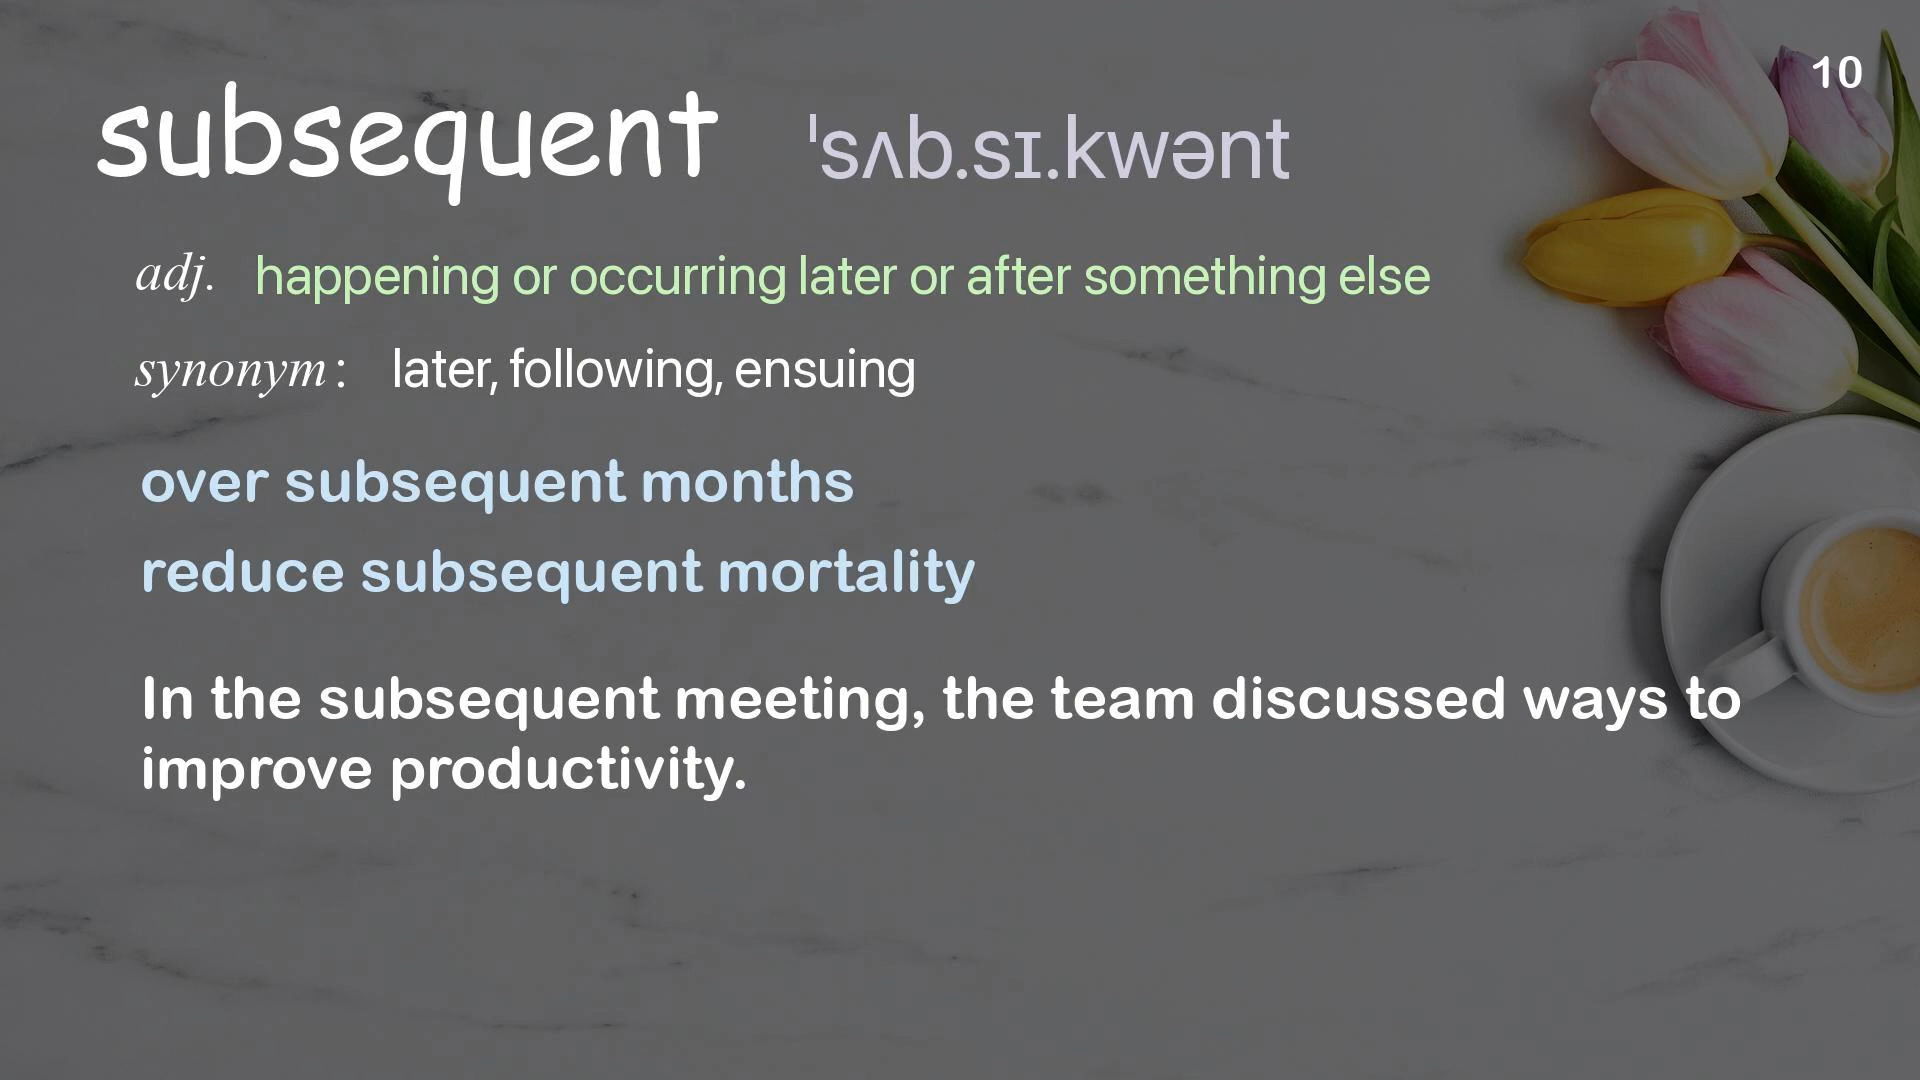 10
subsequent ˈsʌb.sɪ.kwənt
adj. happening or occurring later or after something else
synonym: later, following, ensuing
over subsequent months
reduce subsequent mortality
In the subsequent meeting, the team discussed ways to
improve productivity.